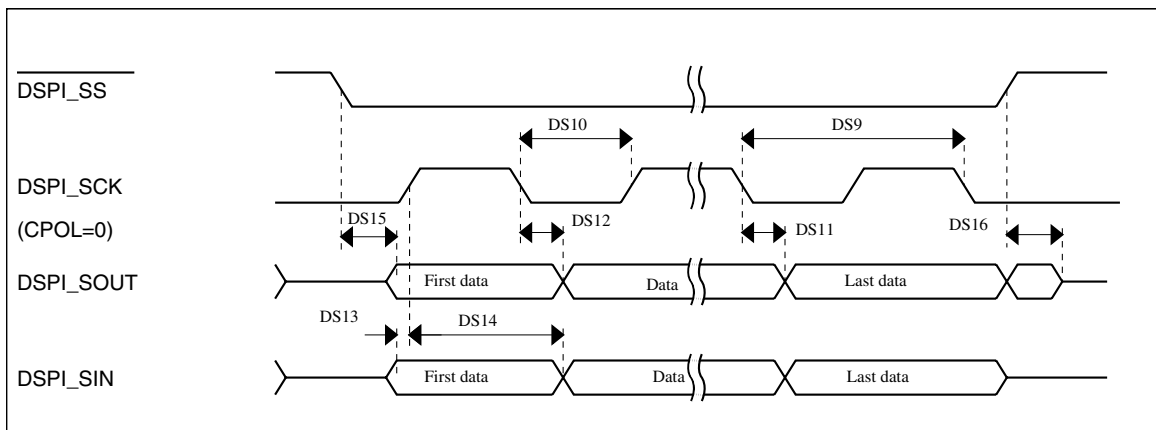 DSPI_SS
DS10
DS9
DSPI_SCK
(CPOL=0)
DS15
DS12
DS11
DS16
DSPI_SOUT
First data
Data
Last data
DS13
DS14
DSPI_SIN
First data
Data
Last data